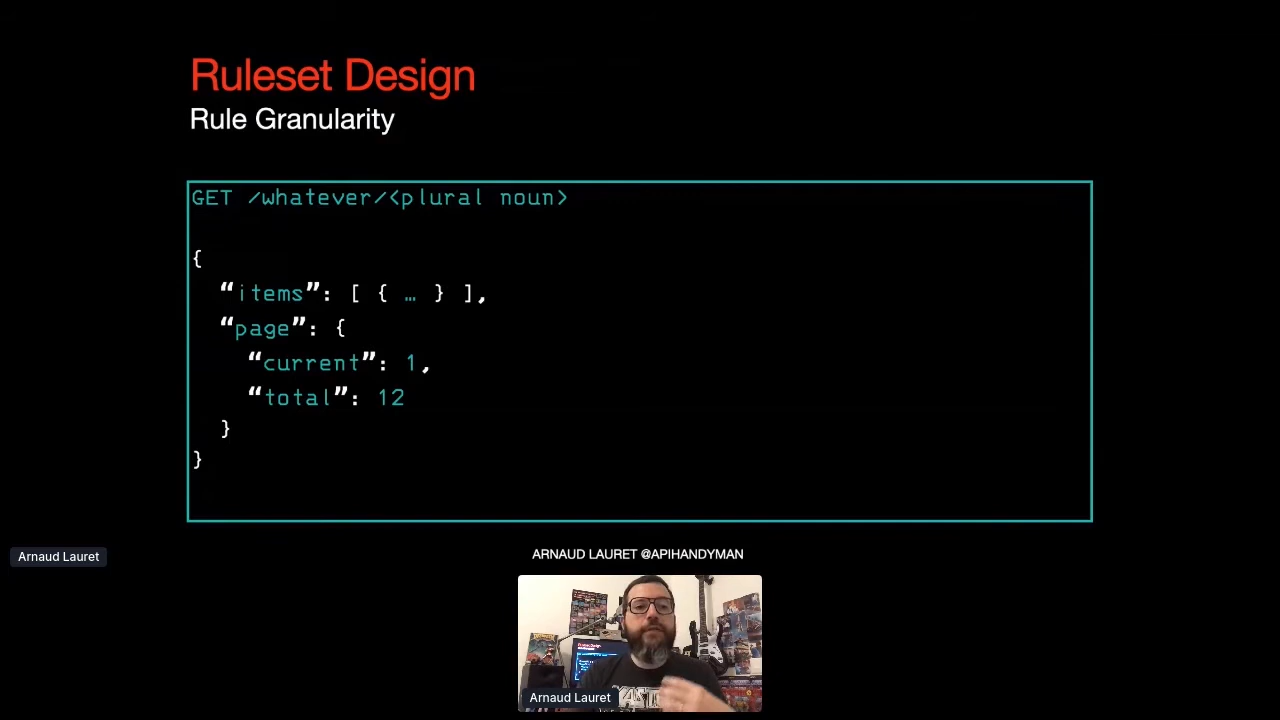 Ruleset Design
Rule Granularity
GET /whatever/<plural noun>
{
“items”: [ { … } ],
“page”: {
“current”: 1,
“total”: 12
}
}
Arnaud Lauret
ARNAUD LAURET @APIHANDYMAN
Arnaud Lauret